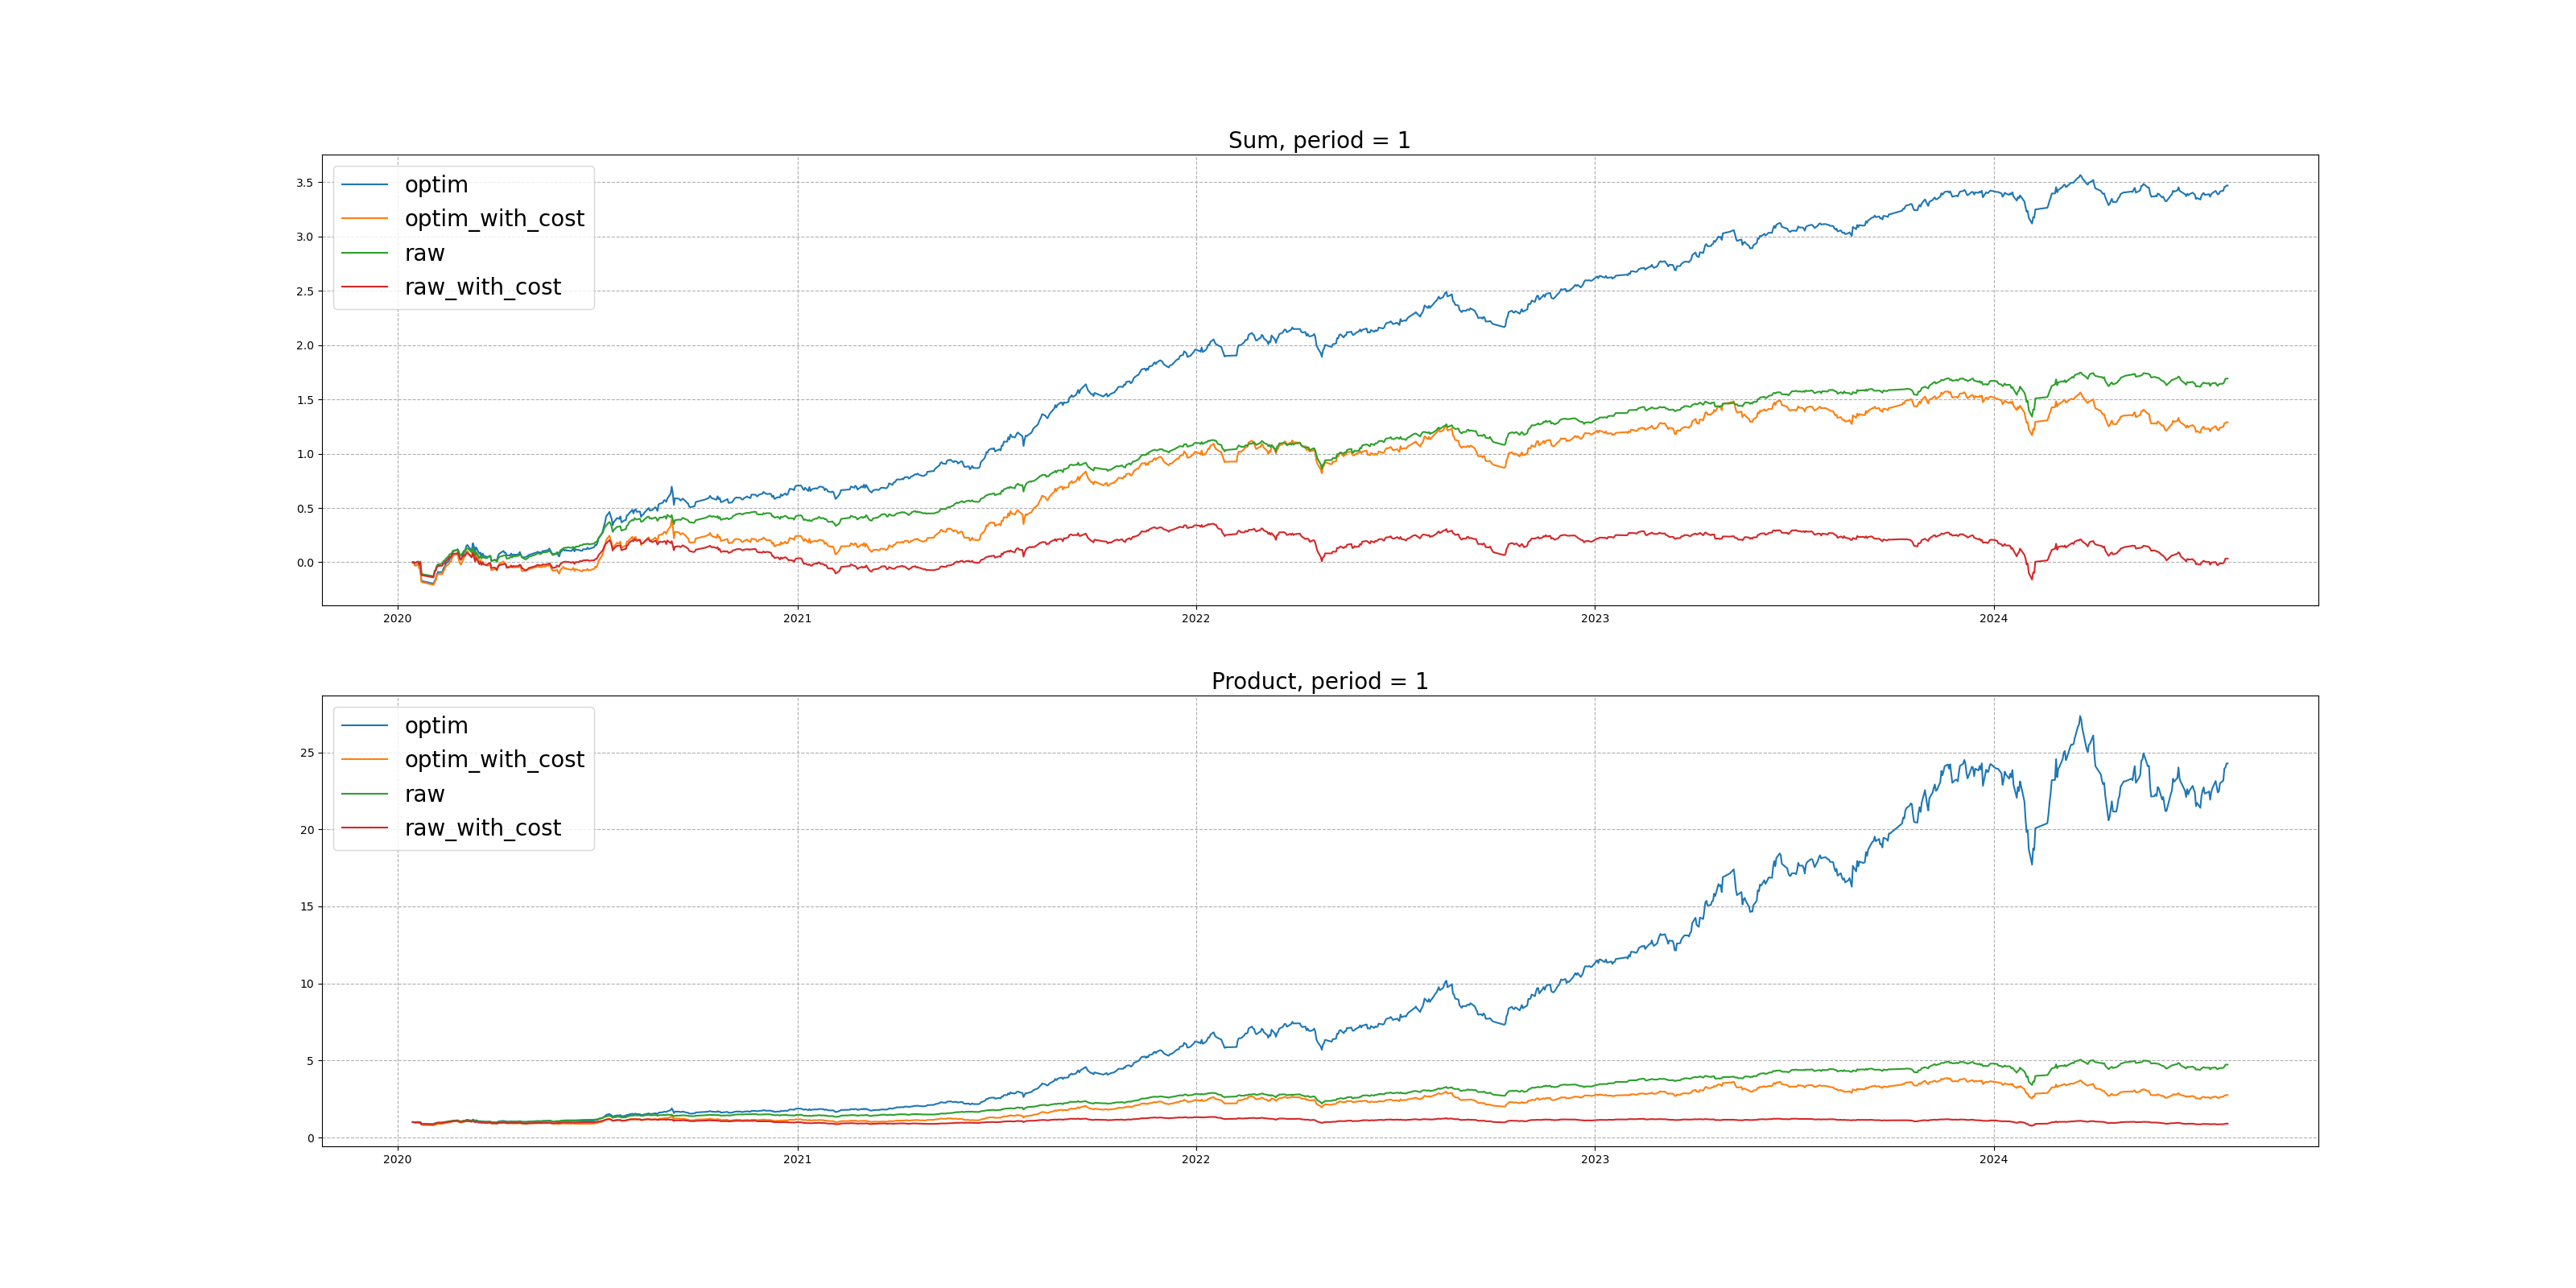 Sum, period = 1
optim
optim_with_cost
raw
raw_with_cost
3.5
3.0
2.5
2.0
1.5
1.0
0.5
0.0
2020 2021 2022 2023 2024
Product, period = 1
optim
optim_with_cost
raw
raw_with_cost
25
20
15
10
5
0
2020 2021 2022 2023 2024